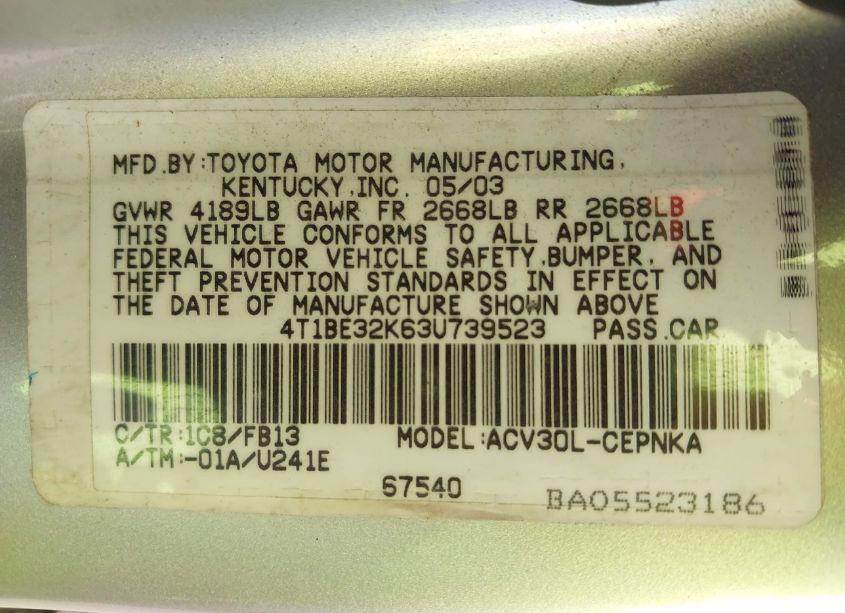 MFD.BY:TOYOTA MOTOR MANUFACTURING,
KENTUCKY,INC. 05/03
GVWR 4189LB GAWR FR 2668LB RR 2668LB
THIS VEHICLE CONFORMS TO ALL APPLICABLE
FEDERAL MOTOR VEHICLE SAFETY,BUMPER, AND
THEFT PREVENTION STANDARDS IN EFFECT ON
THE DATE OF MANUFACTURE SHOWN ABOVE
4T1BE32K63U739523 PASS.CAR
C/TR:1C8/FB13 MODEL:ACV30L-CEPNKA
A/TM:-01A/U241E
67540
BA05523186